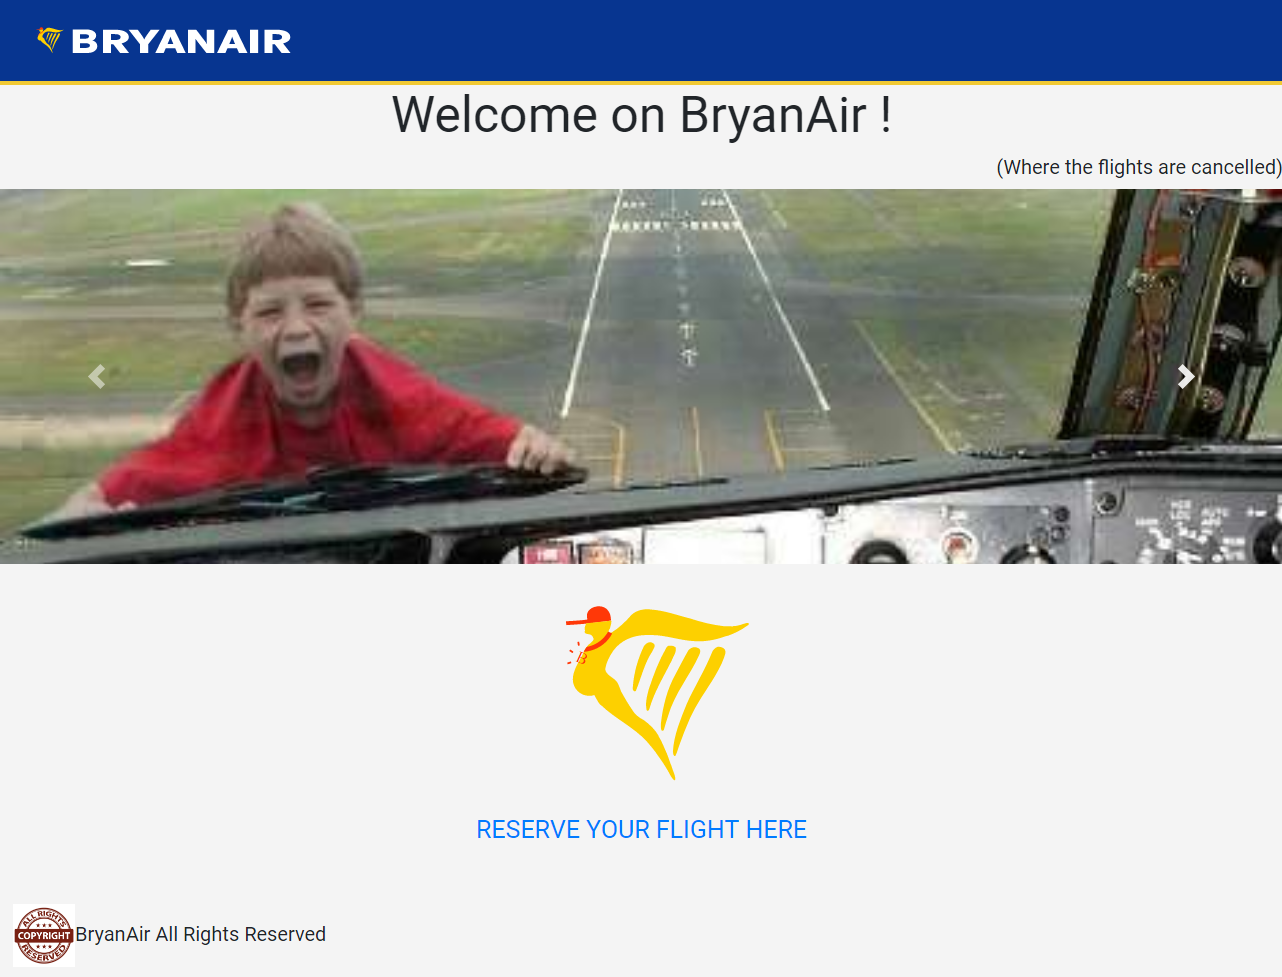 BRYANAIR
Welcome on BryanAir !
(Where the flights are cancelled)
B
RESERVE YOUR FLIGHT HERE
ALL RIGHTS
COPYRIGHT
RESERVED
BryanAir All Rights Reserved